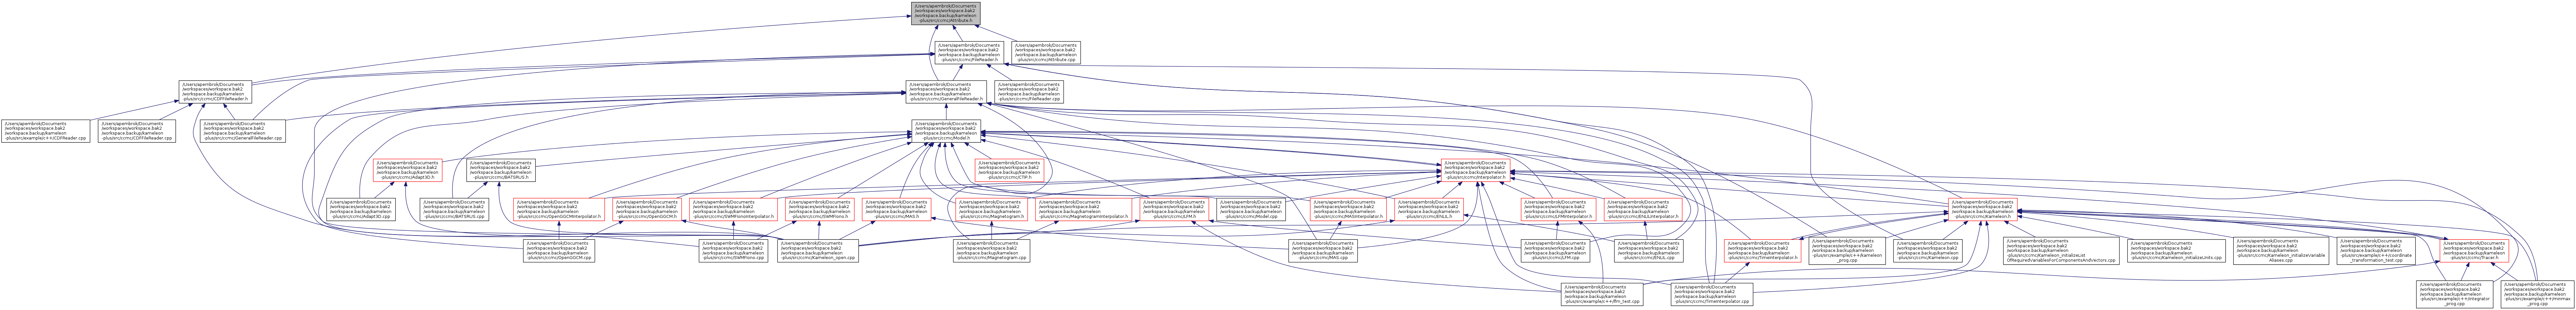 /Users/apembrok/Documents
/workspaces/workspace.bak2
/workspace.backup/kameleon
-plus/src/ccmc/Attribute.h
/Users/apembrok/Documents
/workspaces/workspace.bak2
/workspace.backup/kameleon
-plus/src/ccmc/FileReader.h
/Users/apembrok/Documents
/workspaces/workspace.bak2
/workspace.backup/kameleon
-plus/src/ccmc/Attribute.cpp
/Users/apembrok/Documents
/workspaces/workspace.bak2
/workspace.backup/kameleon
-plus/src/ccmc/CDFFileReader.h
/Users/apembrok/Documents
/workspaces/workspace.bak2
/workspace.backup/kameleon
-plus/src/ccmc/GeneralFileReader.h
/Users/apembrok/Documents
/workspaces/workspace.bak2
/workspace.backup/kameleon
-plus/src/ccmc/FileReader.cpp
/Users/apembrok/Documents
/workspaces/workspace.bak2
/workspace.backup/kameleon
-plus/src/example/c++/CDFReader.cpp
/Users/apembrok/Documents
/workspaces/workspace.bak2
/workspace.backup/kameleon
-plus/src/ccmc/CDFFileReader.cpp
/Users/apembrok/Documents
/workspaces/workspace.bak2
/workspace.backup/kameleon
-plus/src/ccmc/GeneralFileReader.cpp
/Users/apembrok/Documents
/workspaces/workspace.bak2
/workspace.backup/kameleon
-plus/src/ccmc/Model.h
/Users/apembrok/Documents
/workspaces/workspace.bak2
/workspace.backup/kameleon
-plus/src/ccmc/Adapt3D.h
/Users/apembrok/Documents
/workspaces/workspace.bak2
/workspace.backup/kameleon
-plus/src/ccmc/BATSRUS.h
/Users/apembrok/Documents
/workspaces/workspace.bak2
/workspace.backup/kameleon
-plus/src/ccmc/CTIP.h
/Users/apembrok/Documents
/workspaces/workspace.bak2
/workspace.backup/kameleon
-plus/src/ccmc/Interpolator.h
/Users/apembrok/Documents
/workspaces/workspace.bak2
/workspace.backup/kameleon
-plus/src/ccmc/Adapt3D.cpp
/Users/apembrok/Documents
/workspaces/workspace.bak2
/workspace.backup/kameleon
-plus/src/ccmc/BATSRUS.cpp
/Users/apembrok/Documents
/workspaces/workspace.bak2
/workspace.backup/kameleon
-plus/src/ccmc/OpenGGCMInterpolator.h
/Users/apembrok/Documents
/workspaces/workspace.bak2
/workspace.backup/kameleon
-plus/src/ccmc/OpenGGCM.h
/Users/apembrok/Documents
/workspaces/workspace.bak2
/workspace.backup/kameleon
-plus/src/ccmc/SWMFIonoInterpolator.h
/Users/apembrok/Documents
/workspaces/workspace.bak2
/workspace.backup/kameleon
-plus/src/ccmc/SWMFIono.h
/Users/apembrok/Documents
/workspaces/workspace.bak2
/workspace.backup/kameleon
-plus/src/ccmc/MAS.h
/Users/apembrok/Documents
/workspaces/workspace.bak2
/workspace.backup/kameleon
-plus/src/ccmc/Magnetogram.h
/Users/apembrok/Documents
/workspaces/workspace.bak2
/workspace.backup/kameleon
-plus/src/ccmc/MagnetogramInterpolator.h
/Users/apembrok/Documents
/workspaces/workspace.bak2
/workspace.backup/kameleon
-plus/src/ccmc/LFM.h
/Users/apembrok/Documents
/workspaces/workspace.bak2
/workspace.backup/kameleon
-plus/src/ccmc/Model.cpp
/Users/apembrok/Documents
/workspaces/workspace.bak2
/workspace.backup/kameleon
-plus/src/ccmc/MASInterpolator.h
/Users/apembrok/Documents
/workspaces/workspace.bak2
/workspace.backup/kameleon
-plus/src/ccmc/ENLIL.h
/Users/apembrok/Documents
/workspaces/workspace.bak2
/workspace.backup/kameleon
-plus/src/ccmc/LFMInterpolator.h
/Users/apembrok/Documents
/workspaces/workspace.bak2
/workspace.backup/kameleon
-plus/src/ccmc/ENLILInterpolator.h
/Users/apembrok/Documents
/workspaces/workspace.bak2
/workspace.backup/kameleon
-plus/src/ccmc/Kameleon.h
/Users/apembrok/Documents
/workspaces/workspace.bak2
/workspace.backup/kameleon
-plus/src/ccmc/OpenGGCM.cpp
/Users/apembrok/Documents
/workspaces/workspace.bak2
/workspace.backup/kameleon
-plus/src/ccmc/SWMFIono.cpp
/Users/apembrok/Documents
/workspaces/workspace.bak2
/workspace.backup/kameleon
-plus/src/ccmc/Kameleon_open.cpp
/Users/apembrok/Documents
/workspaces/workspace.bak2
/workspace.backup/kameleon
-plus/src/ccmc/Magnetogram.cpp
/Users/apembrok/Documents
/workspaces/workspace.bak2
/workspace.backup/kameleon
-plus/src/ccmc/MAS.cpp
/Users/apembrok/Documents
/workspaces/workspace.bak2
/workspace.backup/kameleon
-plus/src/ccmc/LFM.cpp
/Users/apembrok/Documents
/workspaces/workspace.bak2
/workspace.backup/kameleon
-plus/src/ccmc/ENLIL.cpp
/Users/apembrok/Documents
/workspaces/workspace.bak2
/workspace.backup/kameleon
-plus/src/ccmc/TimeInterpolator.h
/Users/apembrok/Documents
/workspaces/workspace.bak2
/workspace.backup/kameleon
-plus/src/example/c++/kameleon
_prog.cpp
/Users/apembrok/Documents
/workspaces/workspace.bak2
/workspace.backup/kameleon
-plus/src/ccmc/Kameleon.cpp
/Users/apembrok/Documents
/workspaces/workspace.bak2
/workspace.backup/kameleon
-plus/src/ccmc/Kameleon_initializeList
OfRequiredVariablesForComponentsAndVectors.cpp
/Users/apembrok/Documents
/workspaces/workspace.bak2
/workspace.backup/kameleon
-plus/src/ccmc/Kameleon_initializeUnits.cpp
/Users/apembrok/Documents
/workspaces/workspace.bak2
/workspace.backup/kameleon
-plus/src/ccmc/Kameleon_initializeVariable
Aliases.cpp
/Users/apembrok/Documents
/workspaces/workspace.bak2
/workspace.backup/kameleon
-plus/src/example/c++/coordinate
_transformation_test.cpp
/Users/apembrok/Documents
/workspaces/workspace.bak2
/workspace.backup/kameleon
-plus/src/ccmc/Tracer.h
/Users/apembrok/Documents
/workspaces/workspace.bak2
/workspace.backup/kameleon
-plus/src/example/c++/lfm_test.cpp
/Users/apembrok/Documents
/workspaces/workspace.bak2
/workspace.backup/kameleon
-plus/src/ccmc/TimeInterpolator.cpp
/Users/apembrok/Documents
/workspaces/workspace.bak2
/workspace.backup/kameleon
-plus/src/example/c++/integrator
_prog.cpp
/Users/apembrok/Documents
/workspaces/workspace.bak2
/workspace.backup/kameleon
-plus/src/example/c++/minmax
_prog.cpp